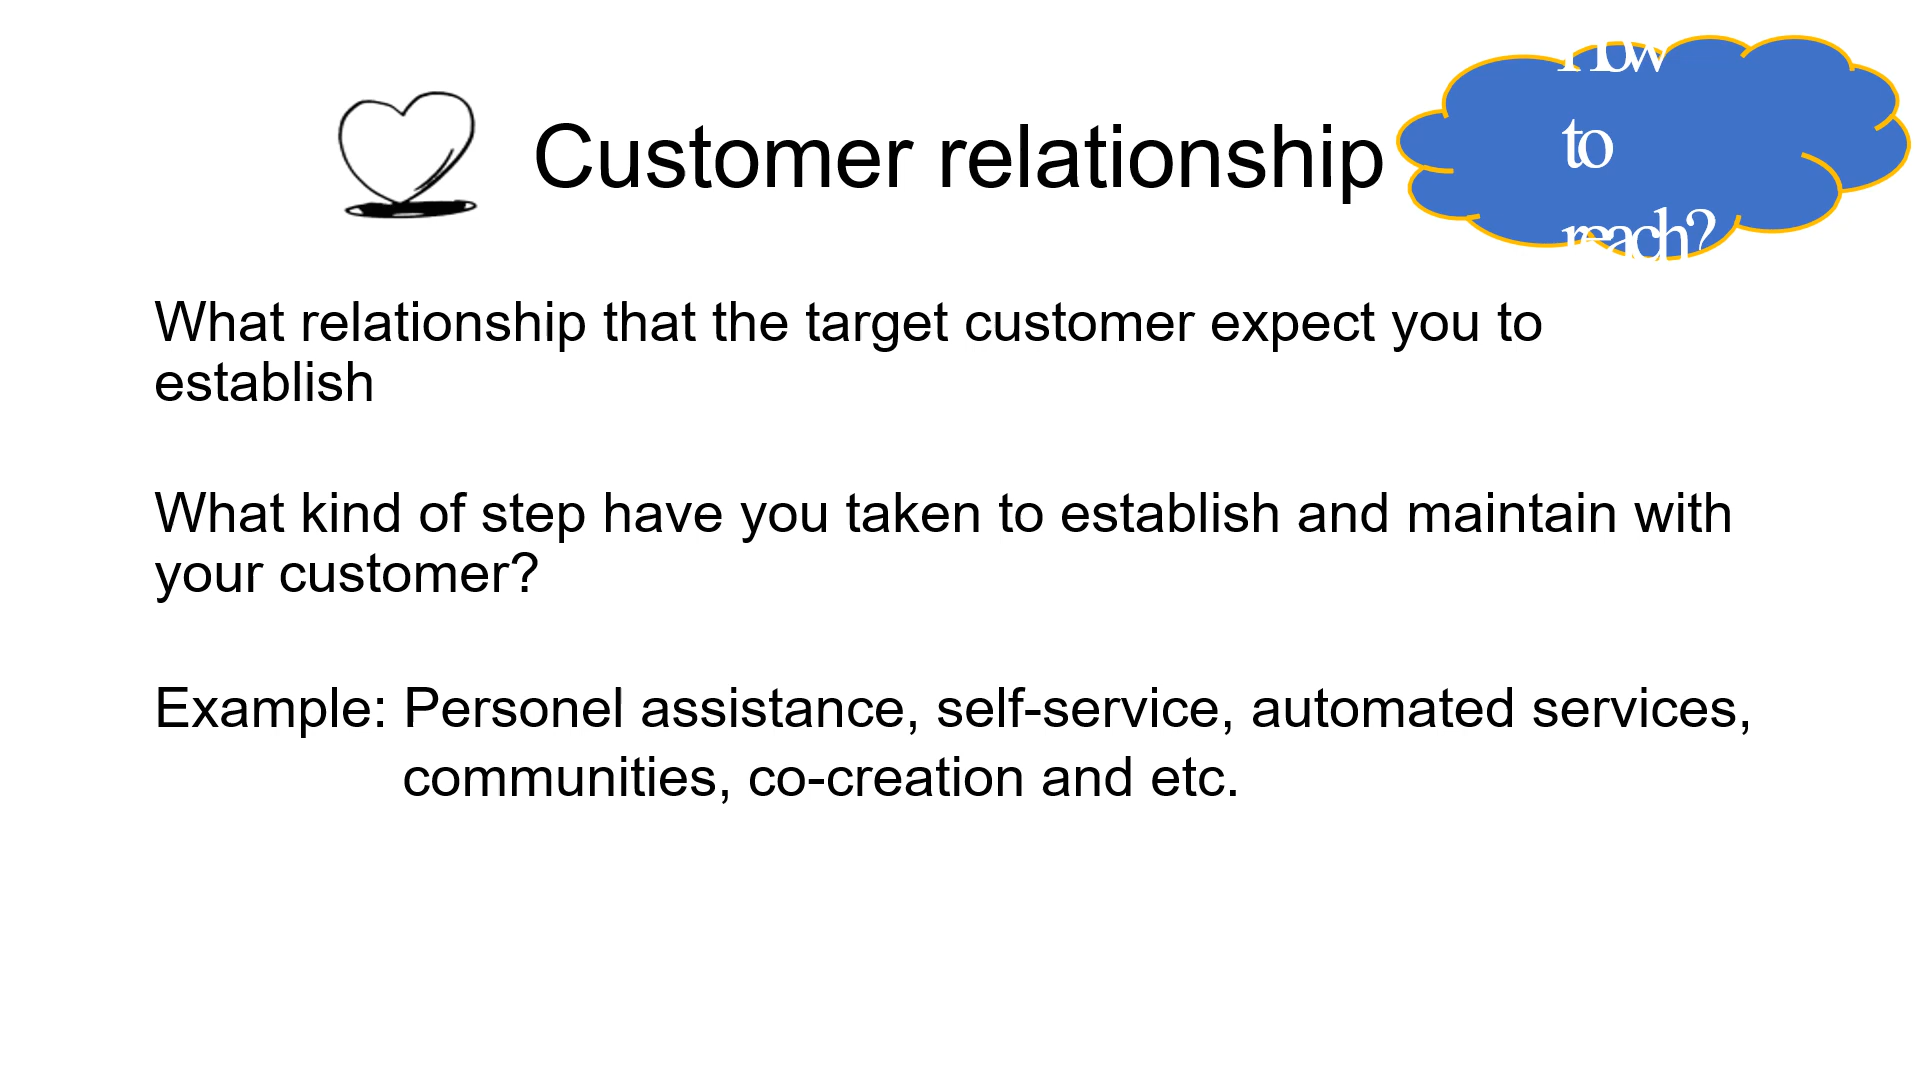 Customer relationship
How
to
reach?
What relationship that the target customer expect you to
establish
What kind of step have you taken to establish and maintain with
your customer?
Example: Personel assistance, self-service, automated services,
communities, co-creation and etc.